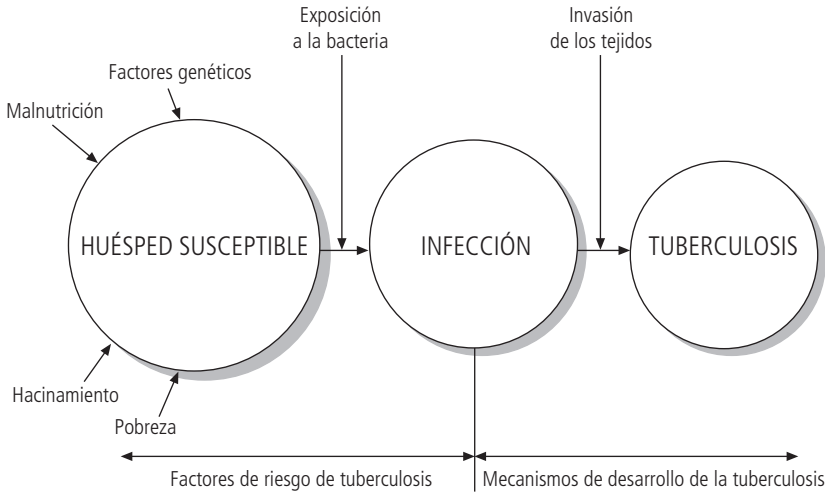 Exposición
a la bacteria
Invasión
de los tejidos
Factores genéticos
Malnutrición
HUÉSPED SUSCEPTIBLE
INFECCIÓN
TUBERCULOSIS
Hacinamiento
Pobreza
Factores de riesgo de tuberculosis
Mecanismos de desarrollo de la tuberculosis